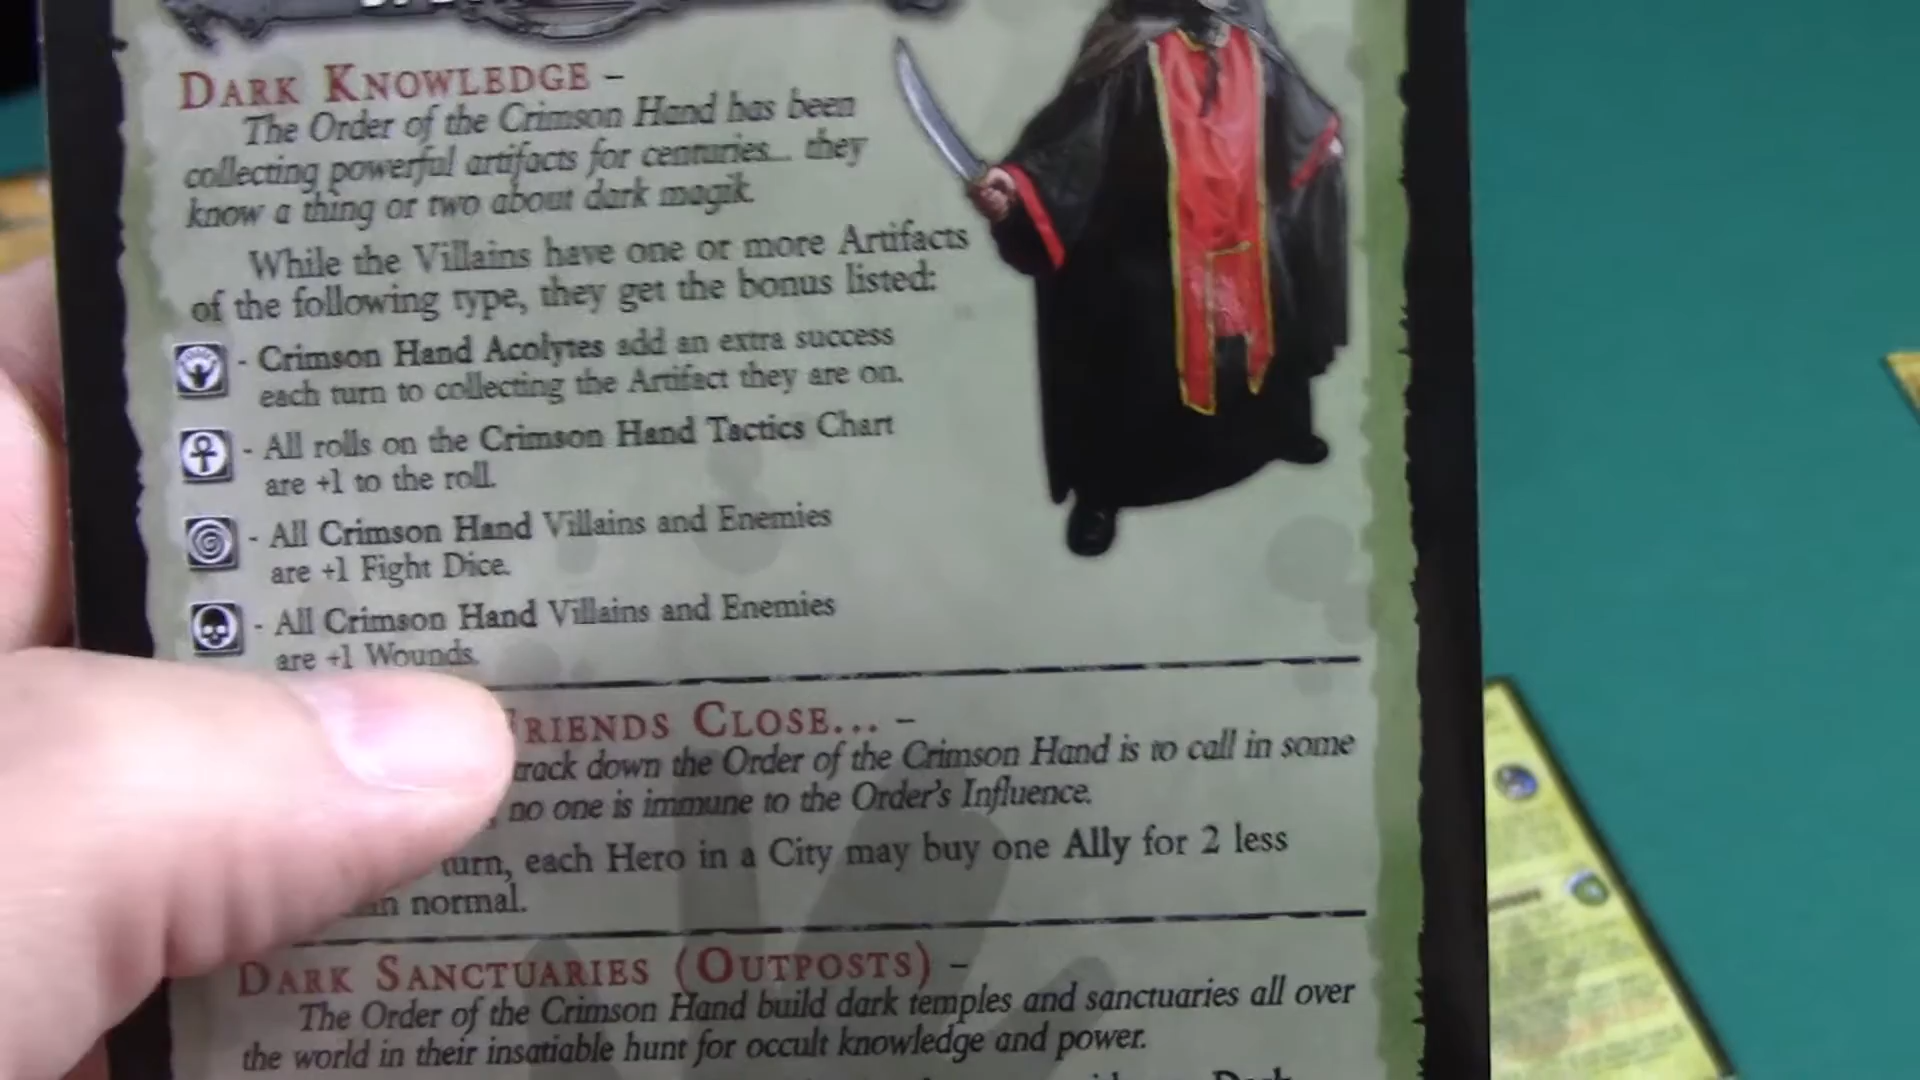 DARK KNOWLEDGE –
The Order of the Crimson Hand has been
collecting powerful artifacts for centuries... they
know a thing or two about dark magik.
While the Villains have one or more Artifacts
of the following type, they get the bonus listed:
- Crimson Hand Acolytes add an extra success
each turn to collecting the Artifact they are on.
- All rolls on the Crimson Hand Tactics Chart
are +1 to the roll.
- All Crimson Hand Villains and Enemies
are +1 Fight Dice.
- All Crimson Hand Villains and Enemies
are +1 Wounds.
FRIENDS CLOSE... –
track down the Order of the Crimson Hand is to call in some
, no one is immune to the Order's Influence.
turn, each Hero in a City may buy one Ally for 2 less
normal.
DARK SANCTUARIES (OUTPOSTS) –
The Order of the Crimson Hand build dark temples and sanctuaries all over
the world in their insatiable hunt for occult knowledge and power.
Dark